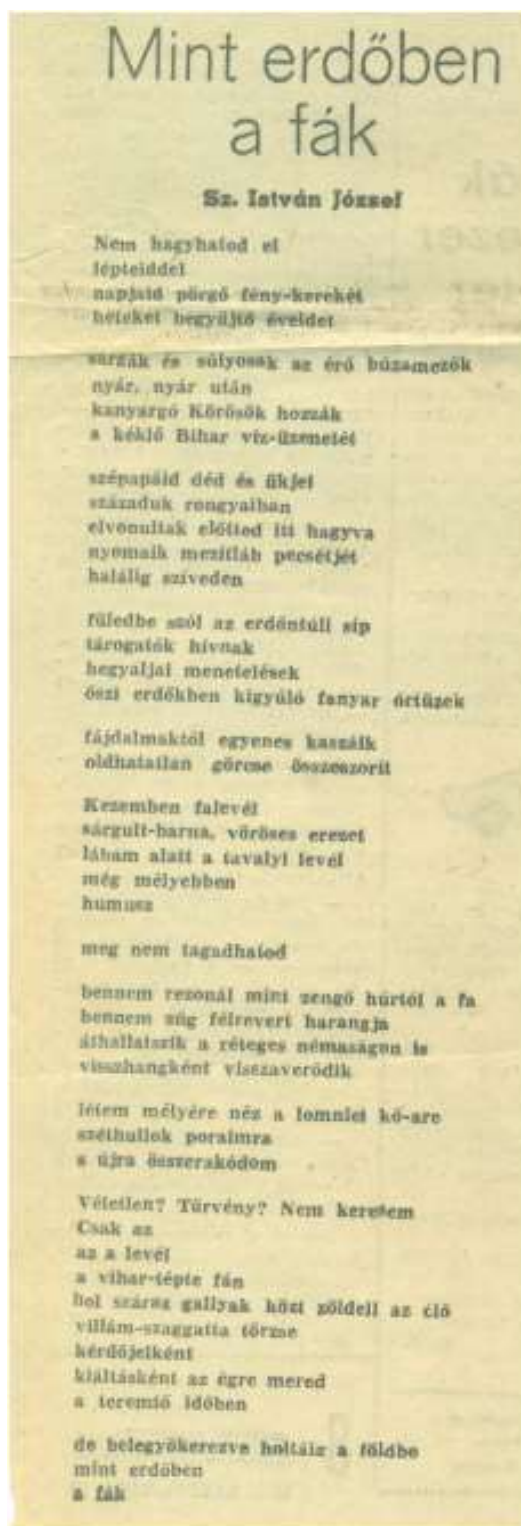 Mint erdőben
a fák
Sz. István József
Nem hagyhatod el
lépteiddel
napjaid pörgő fény-kerekét
heteket begyűjtő éveidet
sárgák és súlyosak az érő búzamezők
nyár, nyár után
kanyargó Körösök hozzák
a kéklő Bihar víz-üzenetét
szépapáid déd és ükjei
századuk rongyaiban
elvonultak előtted itt hagyva
nyomaik mezítláb pecsétjét
halálig szíveden
füledbe szól az erdőntúli síp
tárogatók hívnak
hegyaljai menetelések
őszi erdőkben kigyúló fanyar őrtüzek
fájdalmaktól egyenes kaszáik
oldhatatlan görcse összeszorít
Kezemben falevél
sárgult-barna, vöröses erezet
lábam alatt a tavalyi levél
még mélyebben
humusz
meg nem tagadhatod
bennem rezonál mint zengő húrtól a fa
bennem zúg félrevert harangja
áthallatszik a réteges némaságon is
visszhangként visszaverődik
létem mélyére néz a lomnici kő-arc
széthullok poraimra
s újra összerakódom
Véletlen? Törvény? Nem keresem
Csak az
az a levél
a vihar-tépte fán
hol száraz gallyak közt zöldell az élő
villám-szaggatta törzse
kérdőjelként
kiáltásként az égre mered
a teremtő időben
de belegyökerezve holtáig a földbe
mint erdőben
a fák